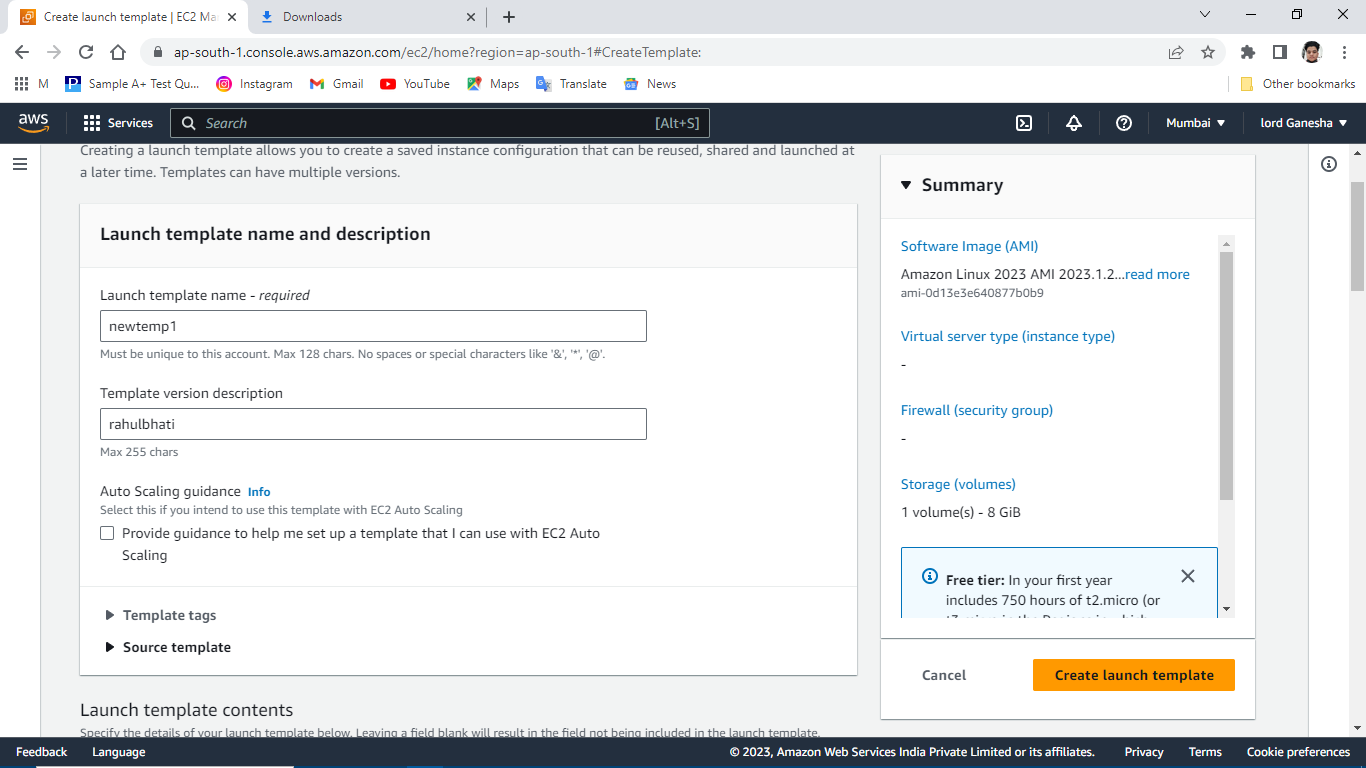 Create launch template | EC2 Ma
Downloads
ap-south-1.console.aws.amazon.com/ec2/home?region=ap-south-1#CreateTemplate:
M
Sample A+ Test Qu...
Instagram
Gmail
YouTube
Maps
Translate
News
Other bookmarks
aws
Services
Search
[Alt+S]
Mumbai
lord Ganesha
Creating a launch template allows you to create a saved instance configuration that can be reused, shared and launched at
a later time. Templates can have multiple versions.
Launch template name and description
Launch template name - required
newtemp1
Must be unique to this account. Max 128 chars. No spaces or special characters like '&', '*', '@'.
Template version description
rahulbhati
Max 255 chars
Auto Scaling guidance Info
Select this if you intend to use this template with EC2 Auto Scaling
Provide guidance to help me set up a template that I can use with EC2 Auto
Scaling
Template tags
Source template
Launch template contents
Specify the details of your launch template below. Leaving a field blank will result in the field not being included in the launch template.
Summary
Software Image (AMI)
Amazon Linux 2023 AMI 2023.1.2...read more
ami-0d13e3e640877b0b9
Virtual server type (instance type)
-
Firewall (security group)
-
Storage (volumes)
1 volume(s) - 8 GiB
Free tier: In your first year
includes 750 hours of t2.micro (or
Cancel
Create launch template
Feedback
Language
© 2023, Amazon Web Services India Private Limited or its affiliates.
Privacy
Terms
Cookie preferences